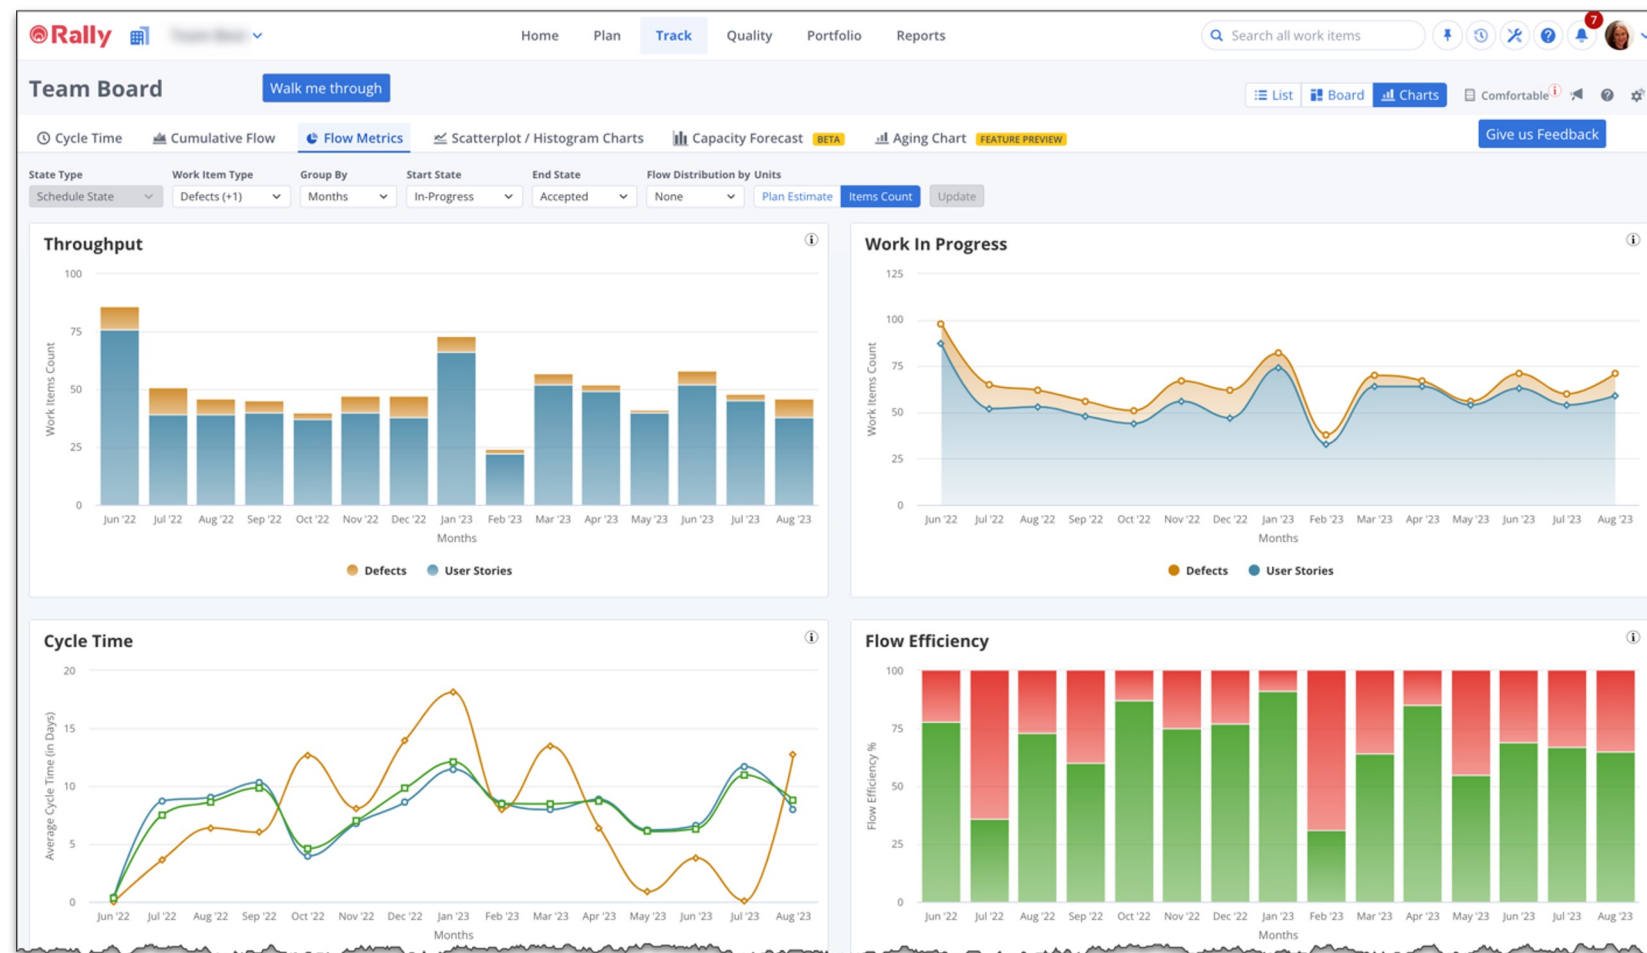 Rally
Home Plan Track Quality Portfolio Reports
Search all work items
7
Team Board
Walk me through
List Board Charts Comfortable
Cycle Time Cumulative Flow Flow Metrics Scatterplot / Histogram Charts Capacity Forecast BETA Aging Chart FEATURE PREVIEW
Give us Feedback
State Type Work Item Type Group By Start State End State Flow Distribution by Units
Schedule State Defects (+1) Months In-Progress Accepted None Plan Estimate Items Count Update
Throughput
100
75
50
25
0
Work Items Count
Jun '22 Jul '22 Aug '22 Sep '22 Oct '22 Nov '22 Dec '22 Jan '23 Feb '23 Mar '23 Apr '23 May '23 Jun '23 Jul '23 Aug '23
Months
Defects User Stories
Work In Progress
125
100
75
50
25
0
Work Items Count
Jun '22 Jul '22 Aug '22 Sep '22 Oct '22 Nov '22 Dec '22 Jan '23 Feb '23 Mar '23 Apr '23 May '23 Jun '23 Jul '23 Aug '23
Months
Defects User Stories
Cycle Time
20
15
10
5
0
Average Cycle Time (in Days)
Jun '22 Jul '22 Aug '22 Sep '22 Oct '22 Nov '22 Dec '22 Jan '23 Feb '23 Mar '23 Apr '23 May '23 Jun '23 Jul '23 Aug '23
Months
Flow Efficiency
100
75
50
25
0
Flow Efficiency %
Jun '22 Jul '22 Aug '22 Sep '22 Oct '22 Nov '22 Dec '22 Jan '23 Feb '23 Mar '23 Apr '23 May '23 Jun '23 Jul '23 Aug '23
Months